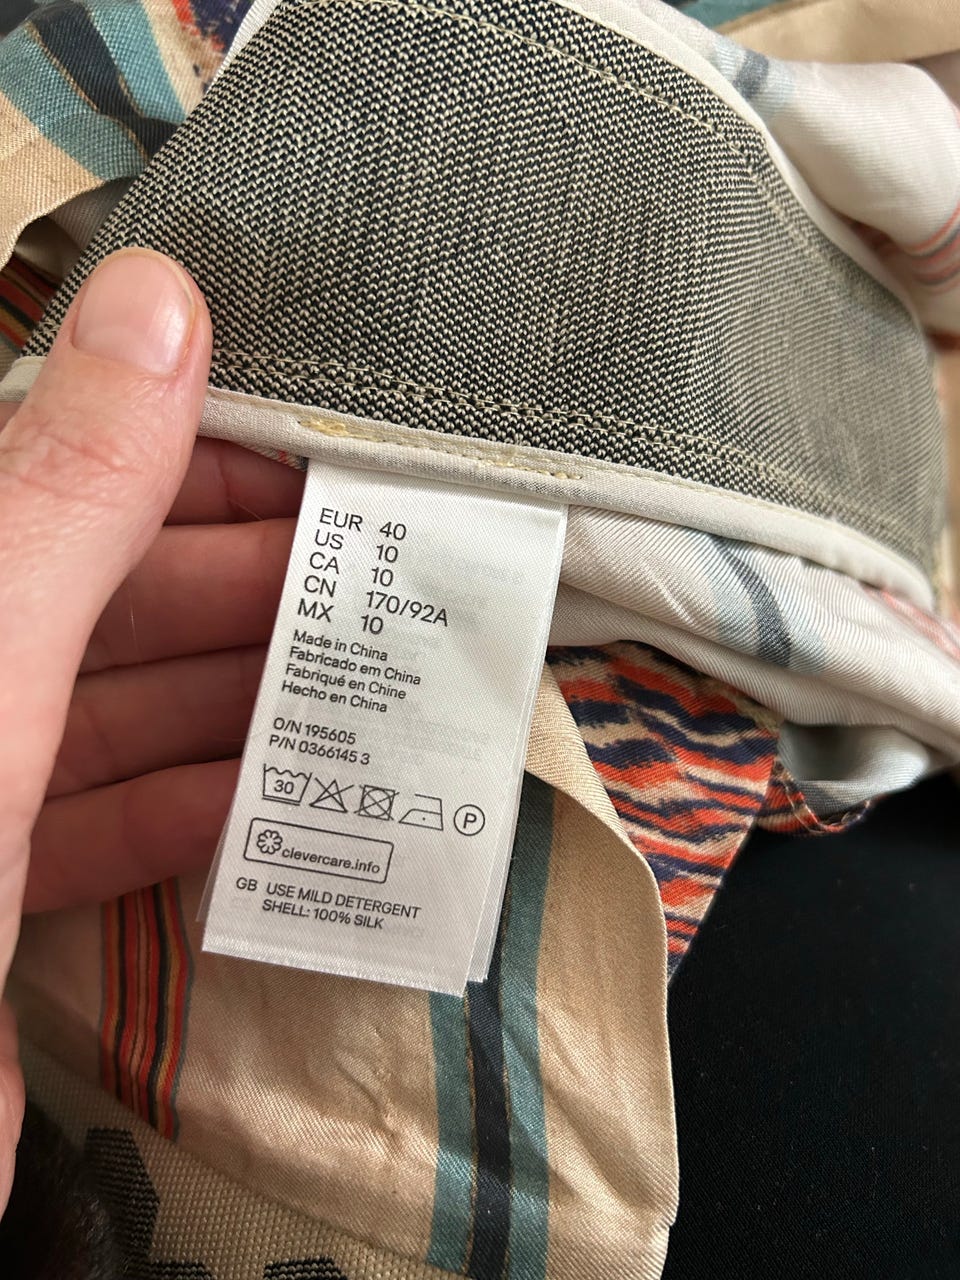 EUR 40
US 10
CA 10
CN 170/92A
MX 10
Made in China
Fabricado em China
Fabriqué en Chine
Hecho en China
O/N 195605
P/N 0366145 3
30 P
clevercare.info
GB USE MILD DETERGENT
SHELL: 100% SILK